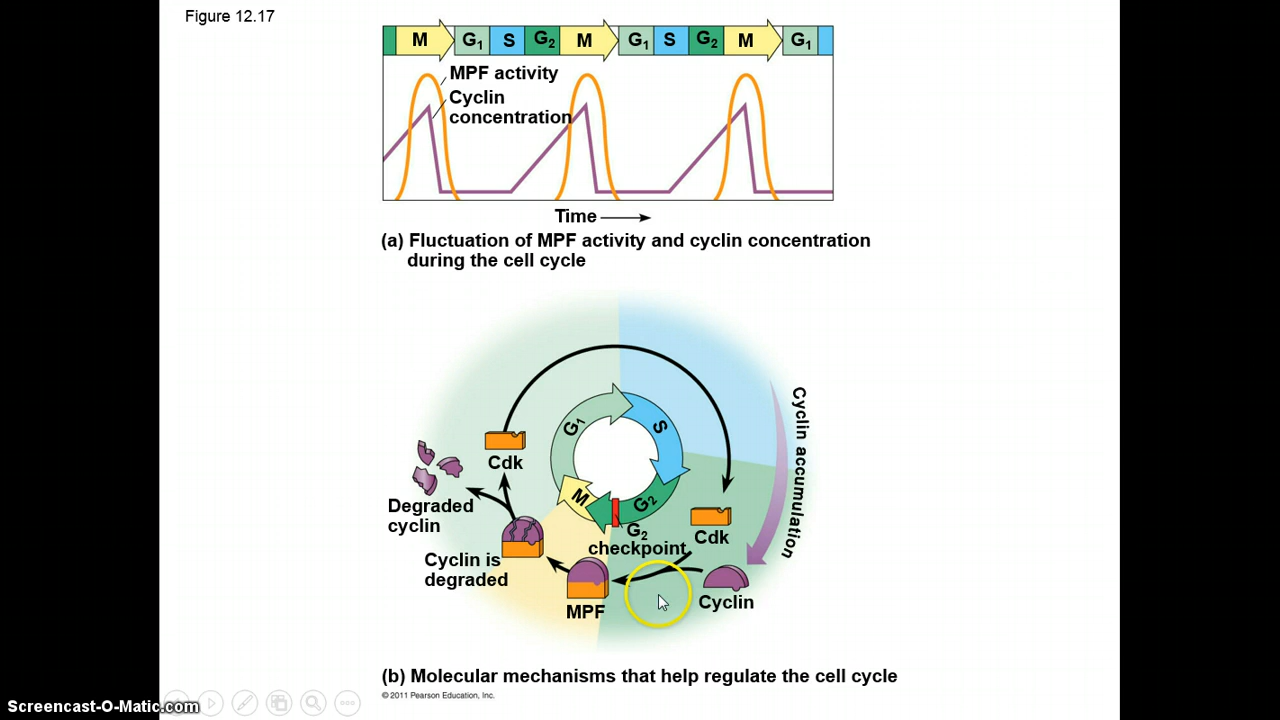 Figure 12.17
M G₁ S G₂ M G₁ S G₂ M G₁
MPF activity
Cyclin
concentration
Time
(a) Fluctuation of MPF activity and cyclin concentration
during the cell cycle
G₁
S
Cyclin accumulation
Cdk
Degraded
cyclin
M
G₂
G₂
checkpoint
Cdk
Cyclin is
degraded
MPF
Cyclin
(b) Molecular mechanisms that help regulate the cell cycle
© 2011 Pearson Education, Inc.
Screencast-O-Matic.com